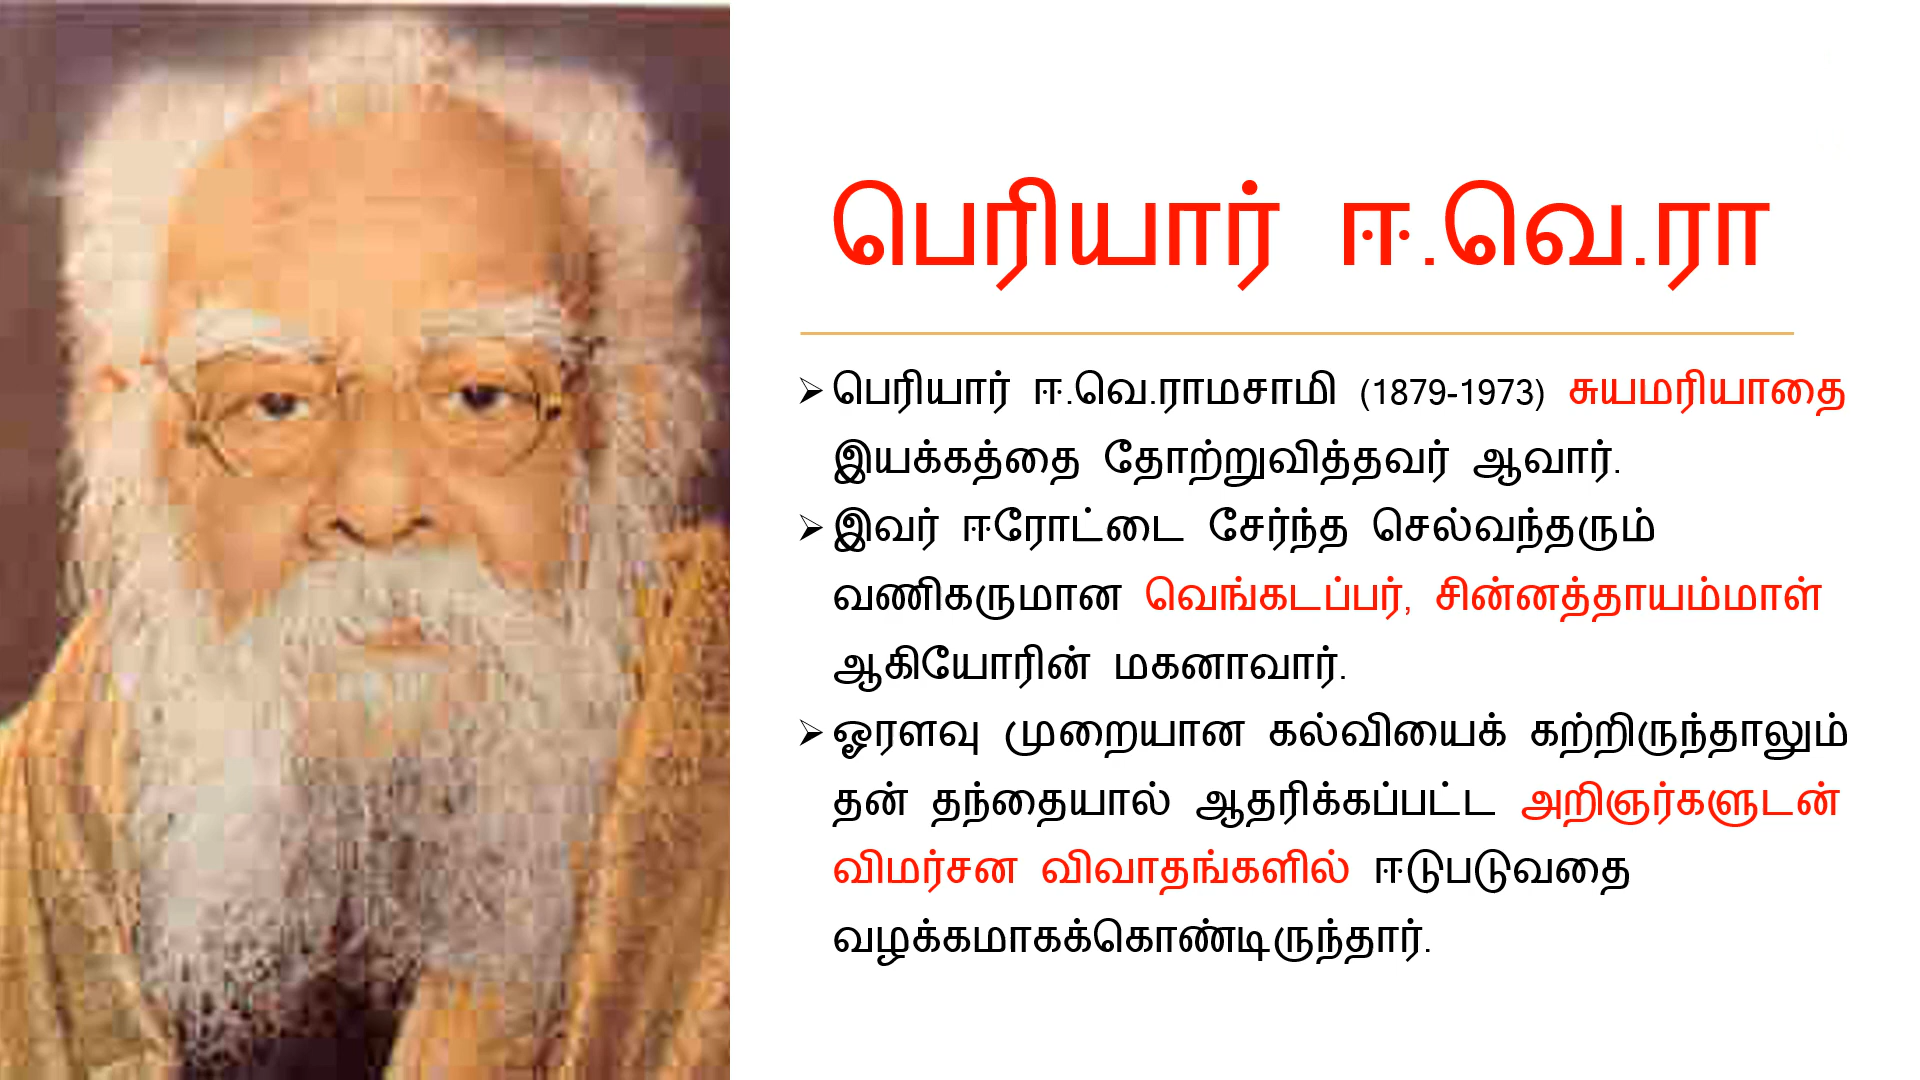 பெரியார் ஈ.வெ.ரா
➢பெரியார் ஈ.வெ.ராமசாமி (1879-1973) சுயமரியாதை
இயக்கத்தை தோற்றுவித்தவர் ஆவார்.
➢இவர் ஈரோட்டை சேர்ந்த செல்வந்தரும்
வணிகருமான வெங்கடப்பர், சின்னத்தாயம்மாள்
ஆகியோரின் மகனாவார்.
➢ஓரளவு முறையான கல்வியைக் கற்றிருந்தாலும்
தன் தந்தையால் ஆதரிக்கப்பட்ட அறிஞர்களுடன்
விமர்சன விவாதங்களில் ஈடுபடுவதை
வழக்கமாகக்கொண்டிருந்தார்.